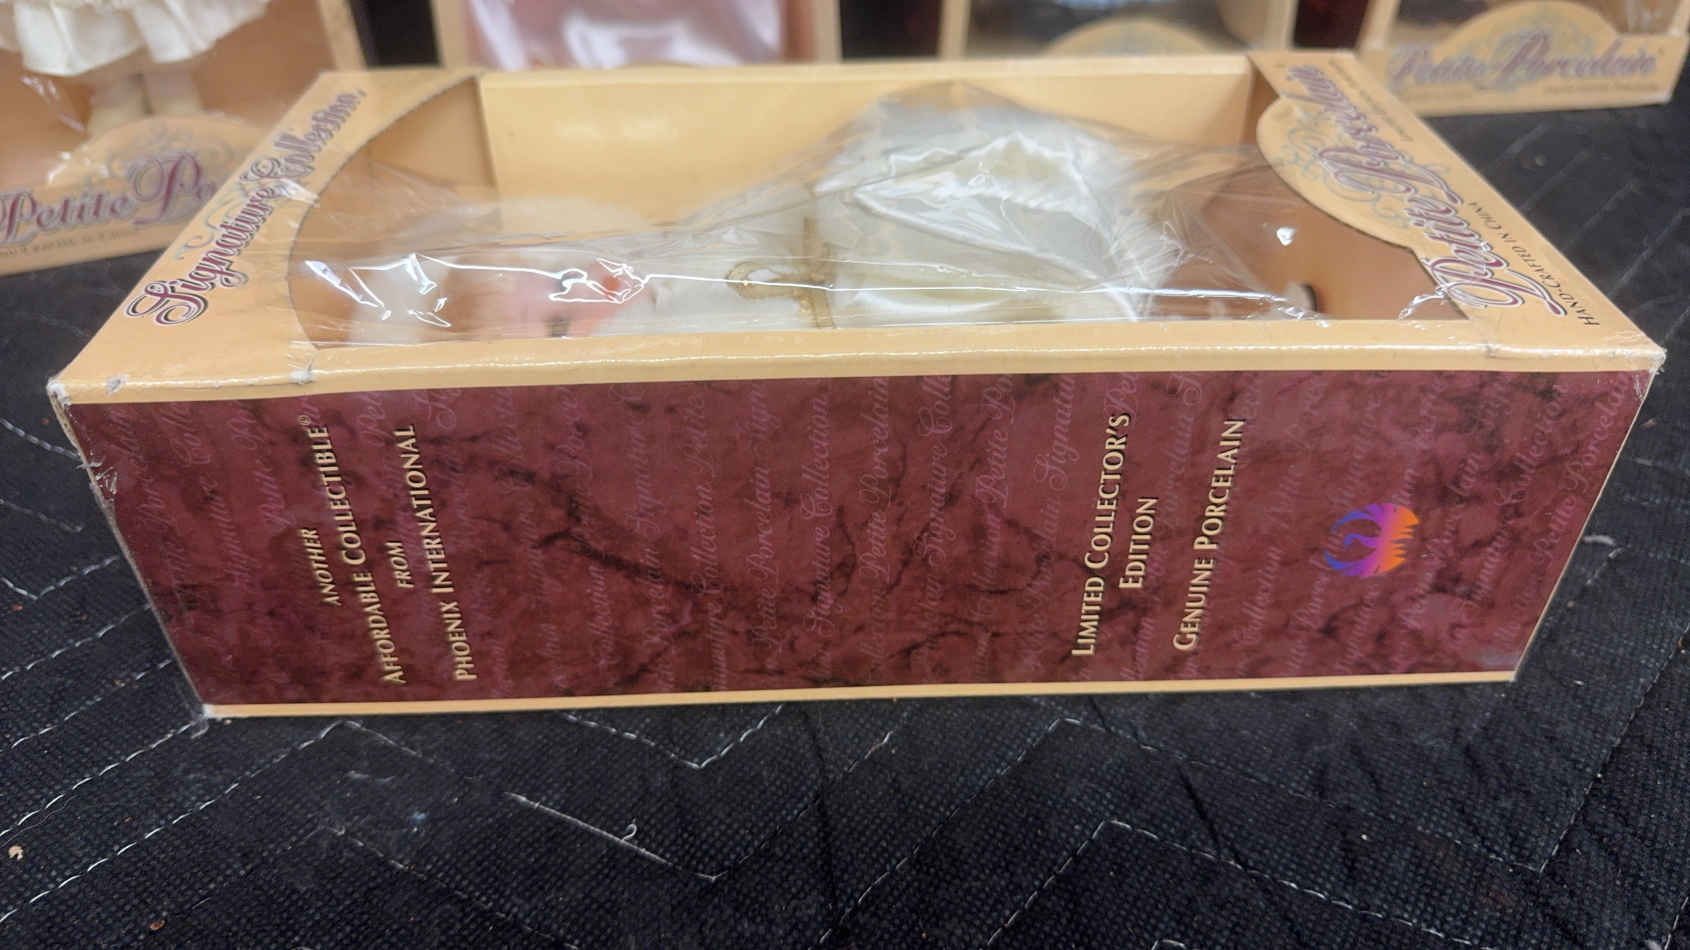 Signature Collection
Petite Porcelain
HAND-CRAFTED IN CHINA
ANOTHER
AFFORDABLE COLLECTIBLE®
FROM
PHOENIX INTERNATIONAL
LIMITED COLLECTOR'S
EDITION
GENUINE PORCELAIN
Petite Po
Petite Porcelain